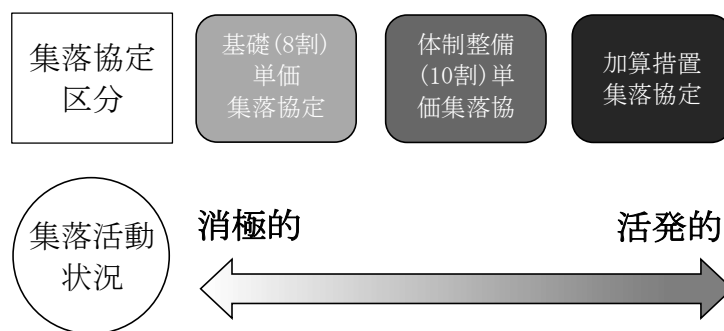 集落協定
区分
基礎(8割)
単価
集落協定
体制整備
(10割)単
価集落協
加算措置
集落協定
集落活動
状況
消極的
活発的